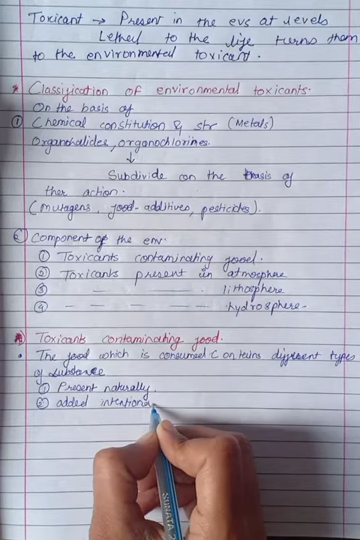 Toxicant → Present in the evs at levels
Lethed to the life turns them
to the environmented toxicant.
* Classification of environmental toxicants.
On the basis of
① Chemical constitution & str (Metals)
Organohalides, organochlorines.
↓
Subdivide on the basis of
ther action.
(Mutagens, food-additives, pesticides).
② Component of the env.
① Toxicants contaminating food.
② Toxicants present in atmosphere
③ — — — — lithosphere
④ — — — — hydrosphere-
Toxicants contaminating food.
• The food which is consumed Contains different types
of substance
① Present naturally.
② added intentiona